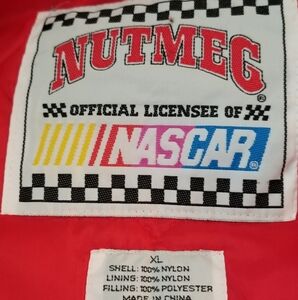 NUTMEG®
OFFICIAL LICENSEE OF
NASCAR®
XL
SHELL: 100% NYLON
LINING: 100% NYLON
FILLING: 100% POLYESTER
MADE IN CHINA